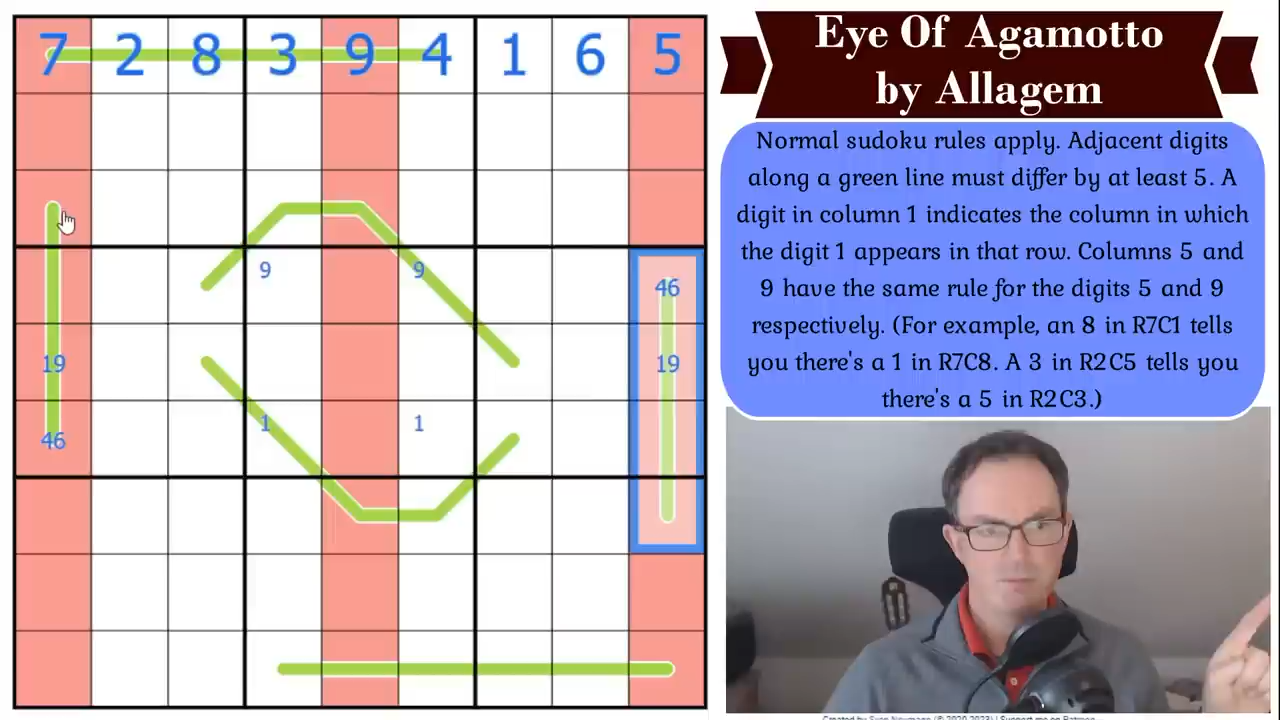 7 2 8 3 9 4 1 6 5
9 9 46
19 19
1 1
46
Eye Of Agamotto
by Allagem
Normal sudoku rules apply. Adjacent digits
along a green line must differ by at least 5. A
digit in column 1 indicates the column in which
the digit 1 appears in that row. Columns 5 and
9 have the same rule for the digits 5 and 9
respectively. (For example, an 8 in R7C1 tells
you there's a 1 in R7C8. A 3 in R2C5 tells you
there's a 5 in R2C3.)